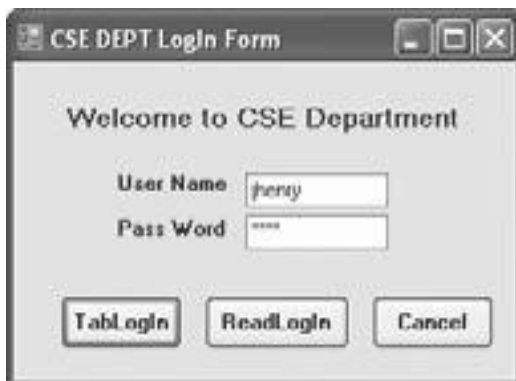 CSE DEPT LogIn Form
Welcome to CSE Department
User Name jhenry
Pass Word ****
TabLogIn ReadLogIn Cancel